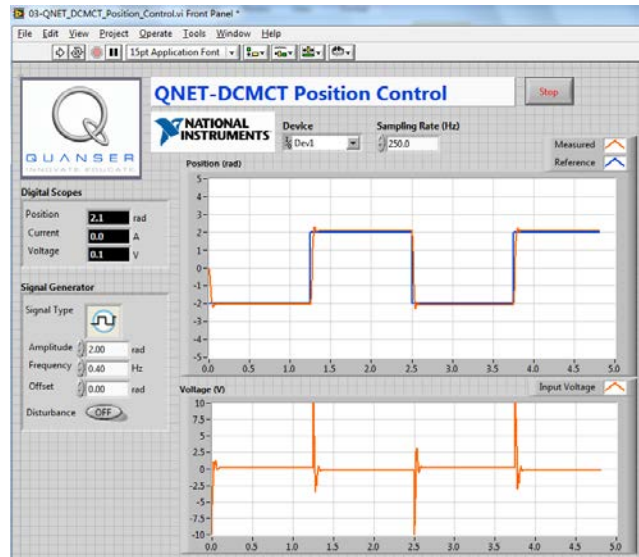 03-QNET_DCMCT_Position_Control.vi Front Panel *
File Edit View Project Operate Tools Window Help
15pt Application Font
QNET-DCMCT Position Control
Stop
QUANSER
INNOVATE EDUCATE
NATIONAL INSTRUMENTS
Device
Dev1
Sampling Rate (Hz)
250.0
Measured
Reference
Position (rad)
5-
4-
3-
2-
1-
0-
-1-
-2-
-3-
-4-
-5-
0.0 0.5 1.0 1.5 2.0 2.5 3.0 3.5 4.0 4.5 5.0
Digital Scopes
Position 2.1 rad
Current 0.0 A
Voltage 0.1 V
Signal Generator
Signal Type
Amplitude 2.00 rad
Frequency 0.40 Hz
Offset 0.00 rad
Disturbance OFF
Voltage (V)
Input Voltage
10-
7.5-
5-
2.5-
0-
-2.5-
-5-
-7.5-
-10-
0.0 0.5 1.0 1.5 2.0 2.5 3.0 3.5 4.0 4.5 5.0